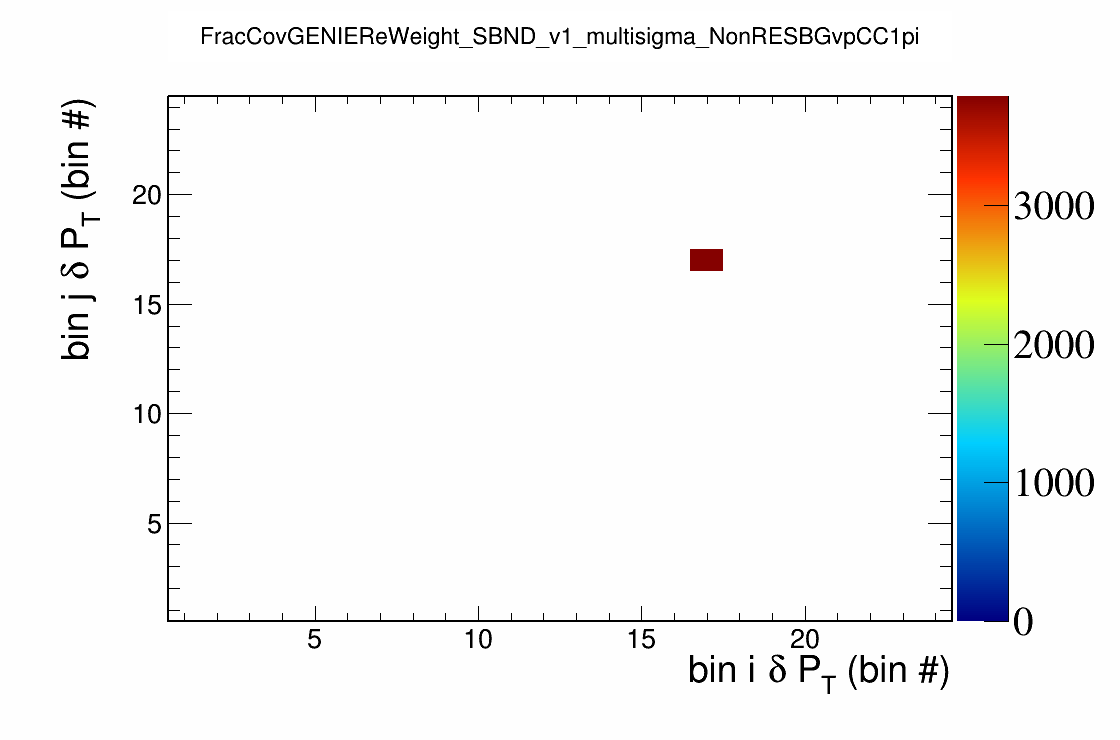 FracCovGENIEReWeight_SBND_v1_multisigma_NonRESBGvpCC1pi
bin j δ P_T (bin #)
20
15
10
5
5 10 15 20
bin i δ P_T (bin #)
3000
2000
1000
0